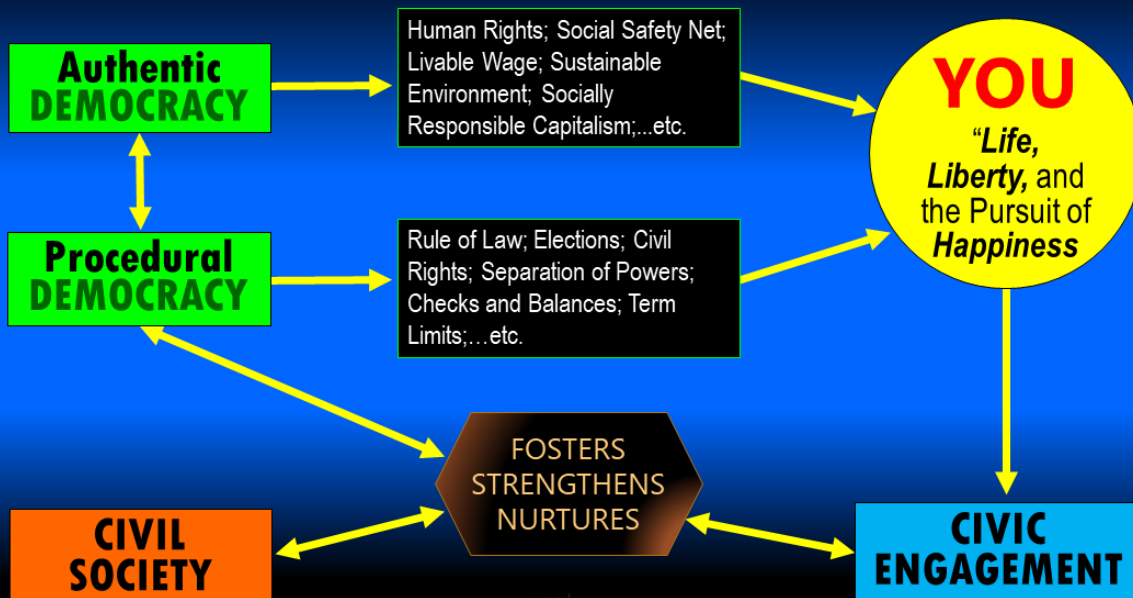 Authentic
DEMOCRACY
Human Rights; Social Safety Net;
Livable Wage; Sustainable
Environment; Socially
Responsible Capitalism;...etc.
YOU
“Life,
Liberty, and
the Pursuit of
Happiness
Procedural
DEMOCRACY
Rule of Law; Elections; Civil
Rights; Separation of Powers;
Checks and Balances; Term
Limits;…etc.
FOSTERS
STRENGTHENS
NURTURES
CIVIL
SOCIETY
CIVIC
ENGAGEMENT